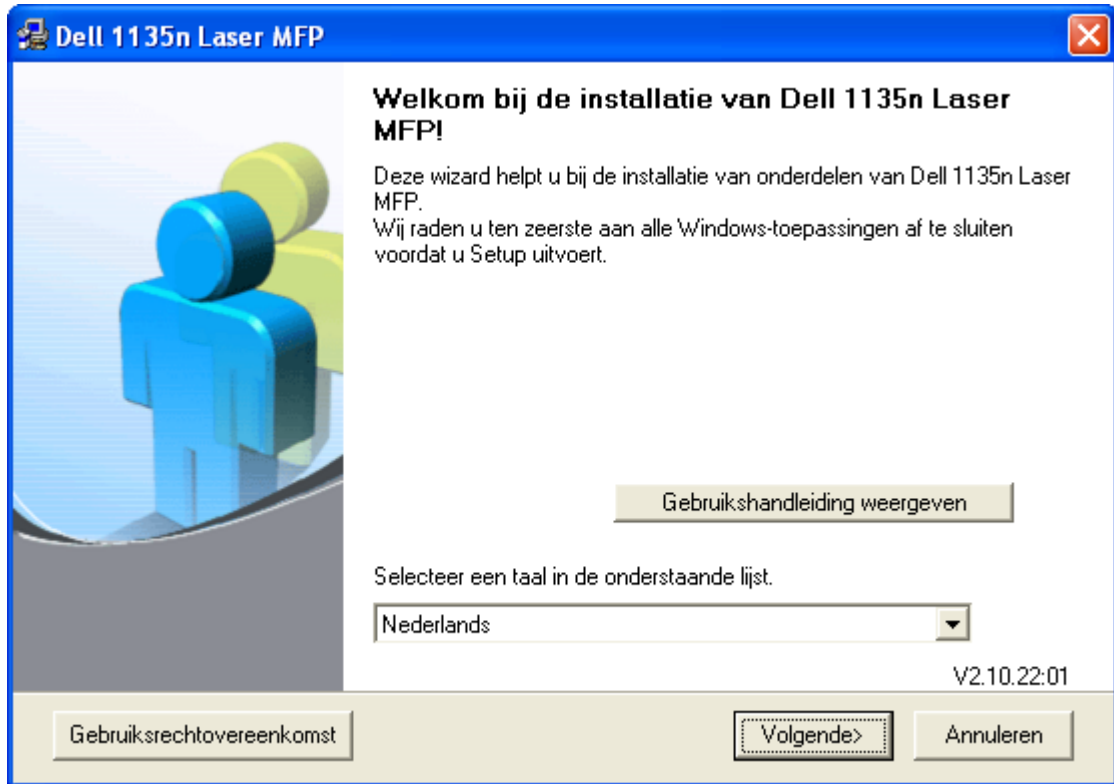 Dell 1135n Laser MFP
Welkom bij de installatie van Dell 1135n Laser
MFP!
Deze wizard helpt u bij de installatie van onderdelen van Dell 1135n Laser
MFP.
Wij raden u ten zeerste aan alle Windows-toepassingen af te sluiten
voordat u Setup uitvoert.
Gebruikshandleiding weergeven
Selecteer een taal in de onderstaande lijst.
Nederlands
V2.10.22:01
Gebruiksrechtovereenkomst
Volgende>
Annuleren